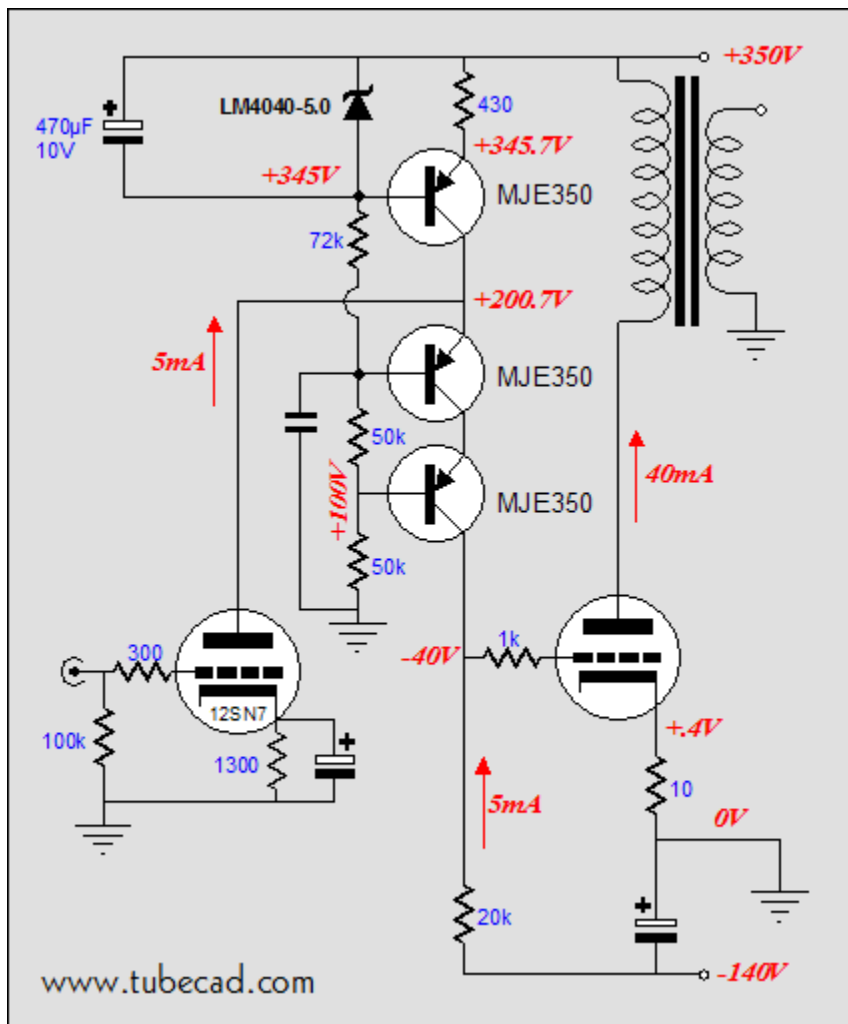 +350V
LM4040-5.0
430
470µF
10V
+345.7V
+345V
MJE350
72k
+200.7V
5mA
MJE350
50k
+100V
40mA
MJE350
50k
300
1k
-40V
12SN7
+.4V
100k
1300
5mA
10
0V
20k
-140V
www.tubecad.com